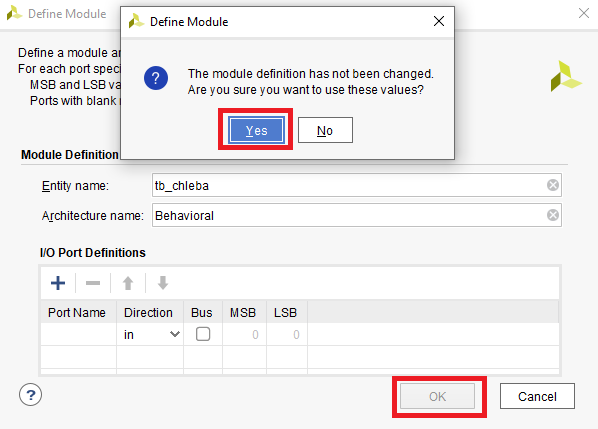 Define Module
Define Module
Define a module an
For each port speci
MSB and LSB va
Ports with blank
The module definition has not been changed.
Are you sure you want to use these values?
Yes
No
Module Definition
Entity name:
tb_chleba
Architecture name:
Behavioral
I/O Port Definitions
Port Name Direction Bus MSB LSB
in 0 0
?
OK
Cancel